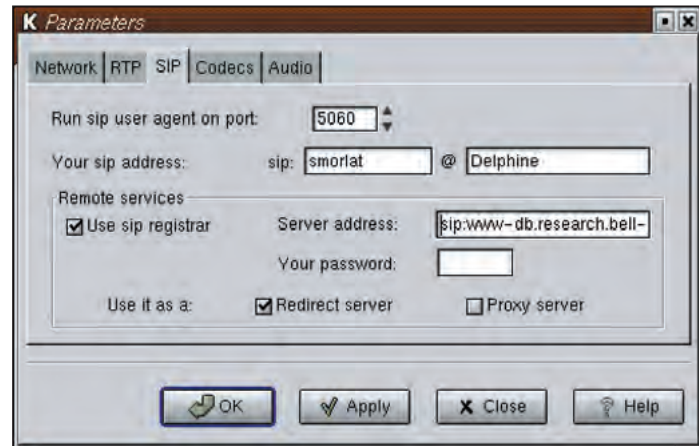 K Parameters
Network RTP SIP Codecs Audio
Run sip user agent on port: 5060
Your sip address: sip: smorlat @ Delphine
Remote services
Use sip registrar Server address: sip:www-db.research.bell-
Your password:
Use it as a: Redirect server Proxy server
OK Apply Close Help